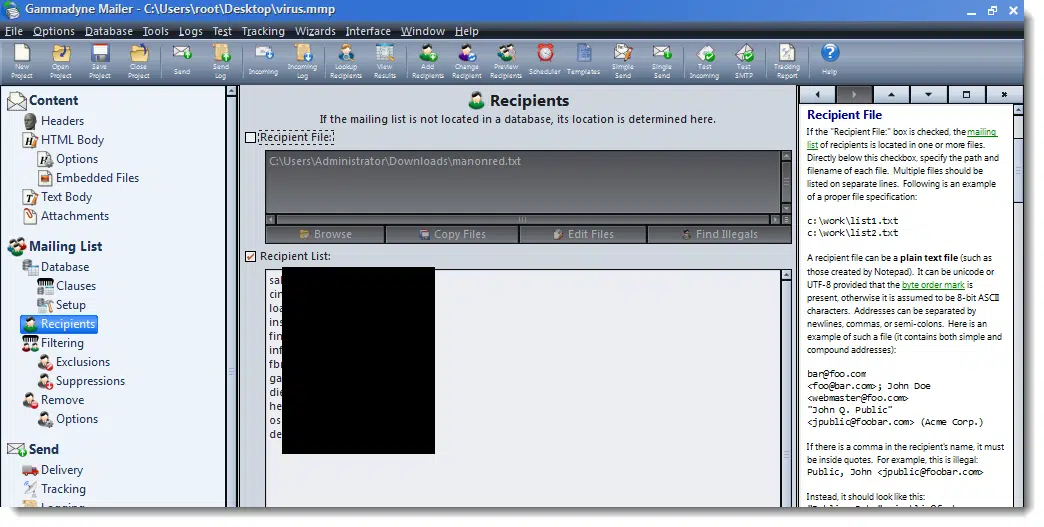 Gammadyne Mailer - C:\Users\root\Desktop\virus.mmp
File Options Database Tools Logs Test Tracking Wizards Interface Window Help
New Project
Open Project
Save Project
Close Project
Send
Send Log
Incoming
Incoming Log
Lookup Recipients
View Results
Add Recipients
Change Recipient
Preview Recipients
Scheduler
Templates
Simple Send
Single Send
Test Incoming
Test SMTP
Tracking Report
Help
Content
Headers
HTML Body
Options
Embedded Files
Text Body
Attachments
Mailing List
Database
Clauses
Setup
Recipients
Filtering
Exclusions
Suppressions
Remove
Options
Send
Delivery
Tracking
Logging
Recipients
If the mailing list is not located in a database, its location is determined here.
Recipient File:
C:\Users\Administrator\Downloads\manonred.txt
Browse Copy Files Edit Files Find Illegals
Recipient List:
sal
cin
loa
ins
fin
inf
fbr
ga
die
he
os
de
Recipient File
If the "Recipient File:" box is checked, the mailing
list of recipients is located in one or more files.
Directly below this checkbox, specify the path and
filename of each file. Multiple files should be
listed on separate lines. Following is an example
of a proper file specification:
c:\work\list1.txt
c:\work\list2.txt
A recipient file can be a plain text file (such as
those created by Notepad). It can be unicode or
UTF-8 provided that the byte order mark is
present, otherwise it is assumed to be 8-bit ASCII
characters. Addresses can be separated by
newlines, commas, or semi-colons. Here is an
example of such a file (it contains both simple and
compound addresses):
bar@foo.com
<foo@bar.com>; John Doe
<webmaster@foo.com>
"John Q. Public"
<jpublic@foobar.com> (Acme Corp.)
If there is a comma in the recipient's name, it must
be inside quotes. For example, this is illegal:
Public, John <jpublic@foobar.com>
Instead, it should look like this: